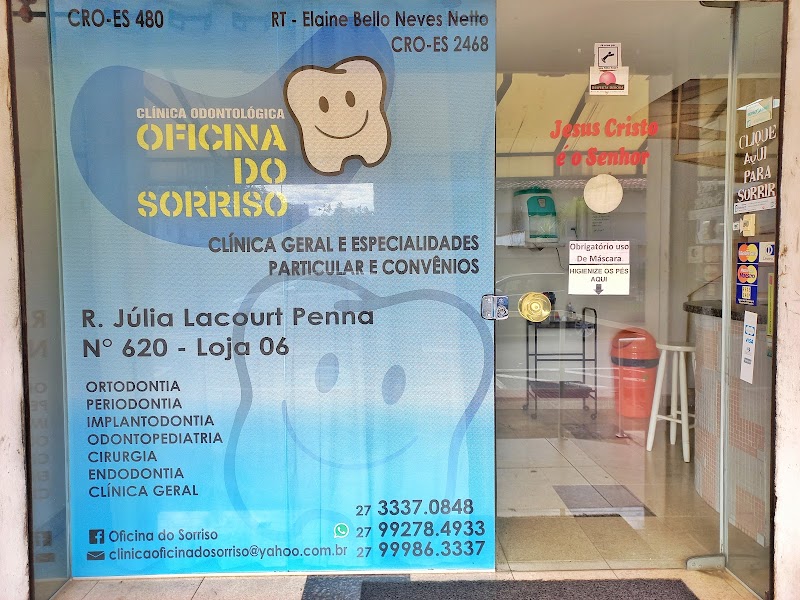 CRO-ES 480
RT - Elaine Bello Neves Netto
CRO-ES 2468
CLÍNICA ODONTOLÓGICA
OFICINA
DO
SORRISO
CLÍNICA GERAL E ESPECIALIDADES
PARTICULAR E CONVÊNIOS
R. Júlia Lacourt Penna
N° 620 - Loja 06
ORTODONTIA
PERIODONTIA
IMPLANTODONTIA
ODONTOPEDIATRIA
CIRURGIA
ENDODONTIA
CLÍNICA GERAL
27 3337.0848
27 99278.4933
27 99986.3337
Oficina do Sorriso
clinicaoficinadosorriso@yahoo.com.br
Jesus Cristo
é o Senhor
Obrigatório uso
De Máscara
HIGIENIZE OS PÉS
AQUI
CLIQUE
AQUI
PARA
SORRIR
MasterCard
Maestro
VISA